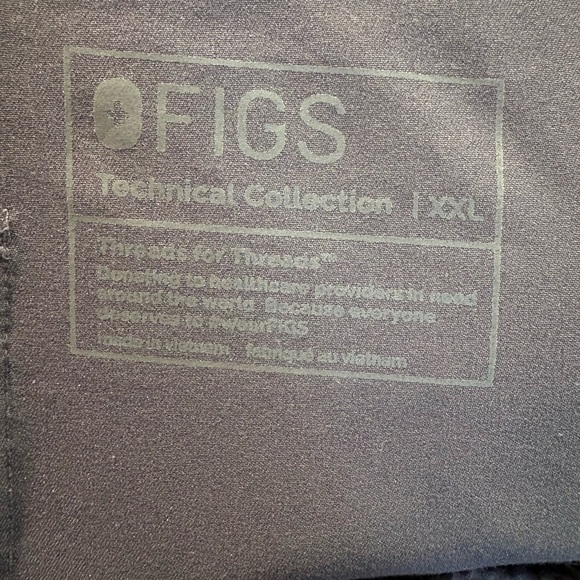 FIGS
Technical Collection | XXL
Threads for Threads™
Donating to healthcare providers in need
around the world. Because everyone
deserves to #wearFIGS
made in vietnam fabriqué au viêtnam